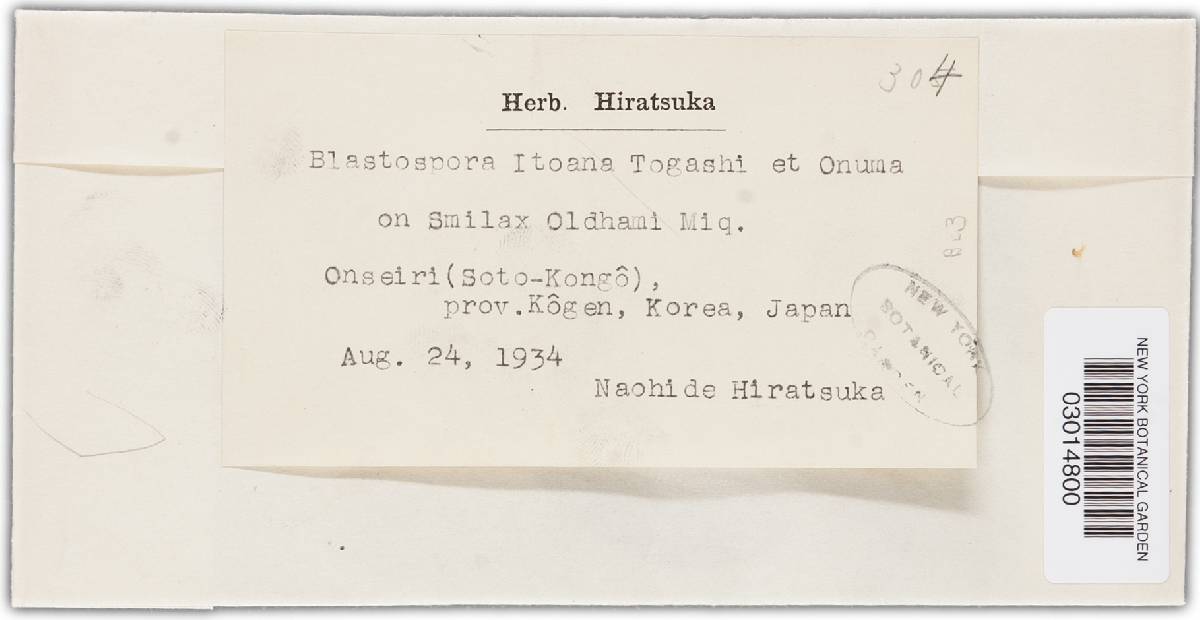 304
Herb. Hiratsuka
Blastospora Itoana Togashi et Onuma
on Smilax Oldhami Miq.
Onseiri(Soto-Kongô),
prov.Kôgen, Korea, Japan
Aug. 24, 1934
Naohide Hiratsuka
NEW YORK
BOTANICAL
GARDEN
NEW YORK BOTANICAL GARDEN
03014800